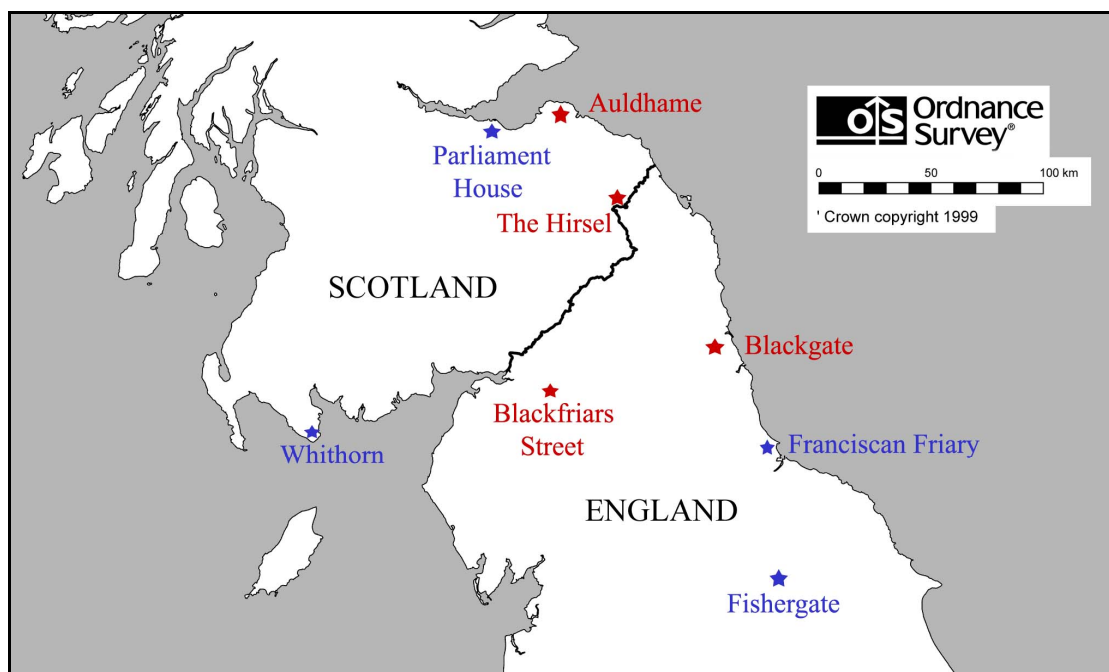 Auldhame
Parliament
House
The Hirsel
SCOTLAND
Blackgate
Blackfriars
Street
Whithorn
Franciscan Friary
ENGLAND
Fishergate
OS Ordnance
Survey®
0 50 100 km
' Crown copyright 1999